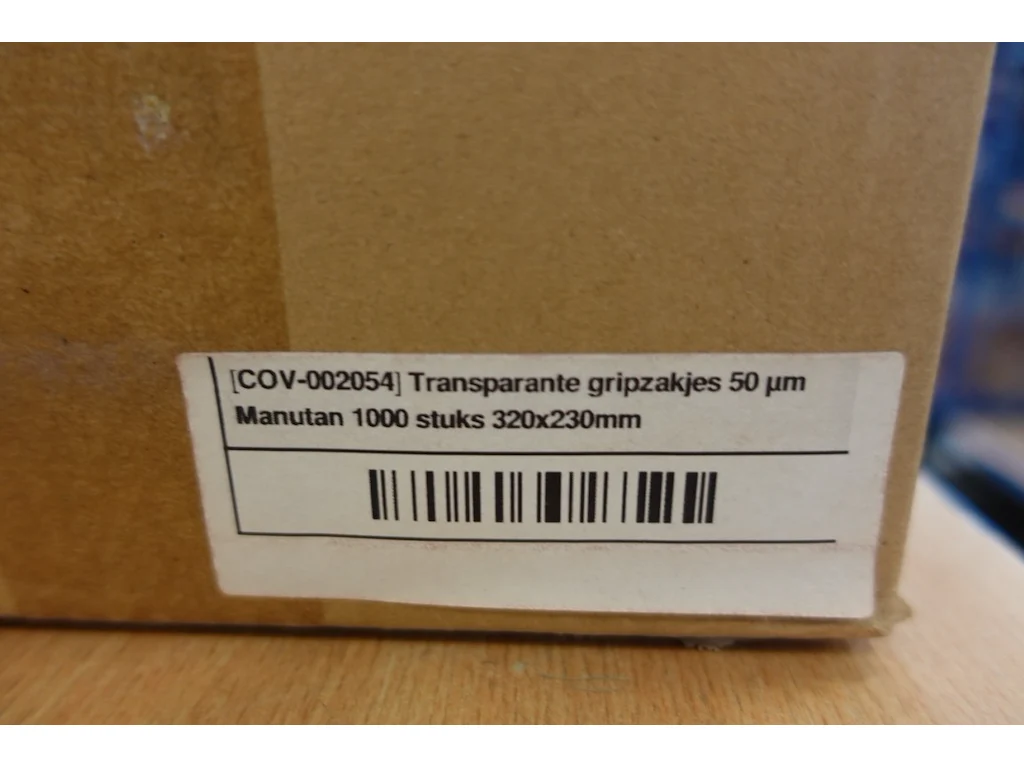 [COV-002054] Transparante gripzakjes 50 µm
Manutan 1000 stuks 320x230mm